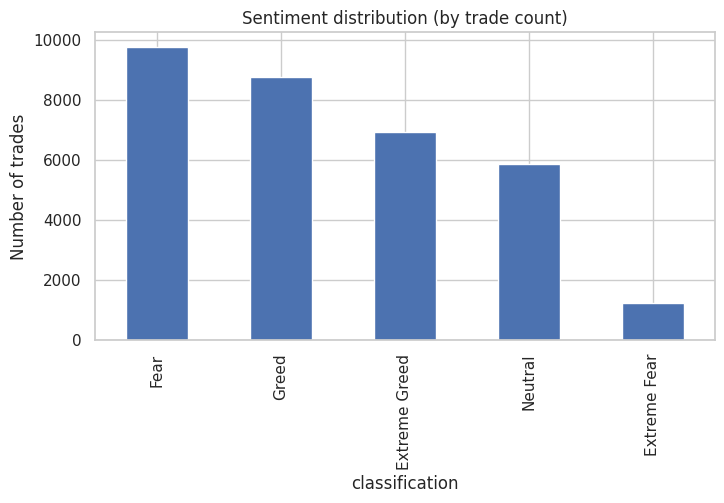 Sentiment distribution (by trade count)
Number of trades
10000
8000
6000
4000
2000
0
Fear
Greed
Extreme Greed
Neutral
Extreme Fear
classification